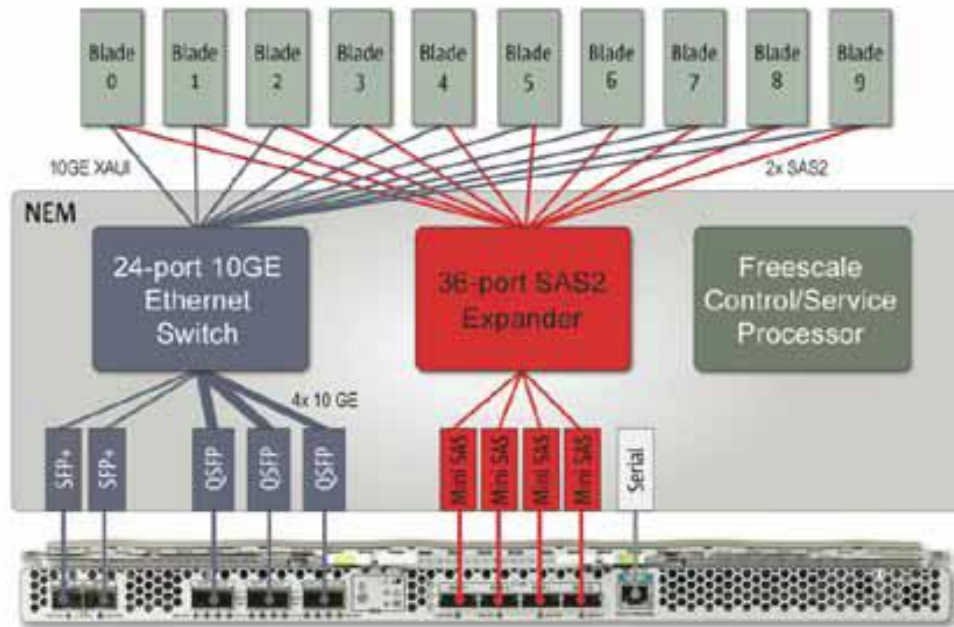 Blade
0
Blade
1
Blade
2
Blade
3
Blade
4
Blade
5
Blade
6
Blade
7
Blade
8
Blade
9
10GE XAUI
2x SAS2
NEM
24-port 10GE
Ethernet
Switch
36-port SAS2
Expander
Freescale
Control/Service
Processor
4x 10 GE
SFP+
SFP+
QSFP
QSFP
QSFP
Mini SAS
Mini SAS
Mini SAS
Mini SAS
Serial